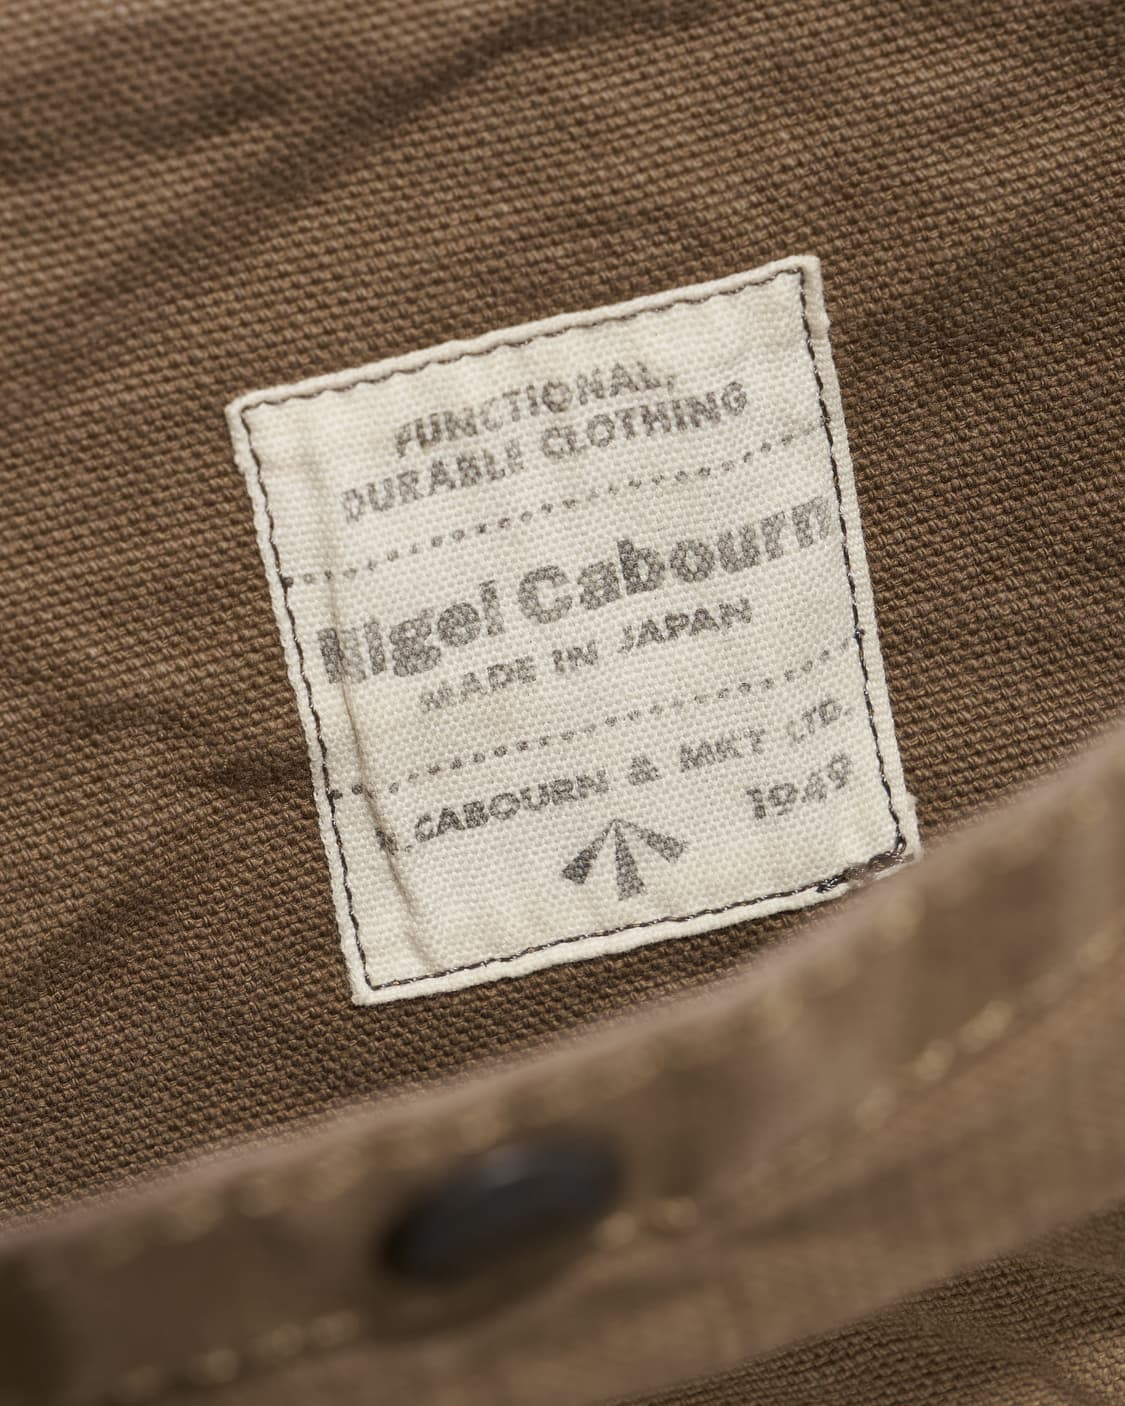 FUNCTIONAL,
DURABLE CLOTHING
Nigel Cabourn
MADE IN JAPAN
N.CABOURN & MKT LTD.
1949